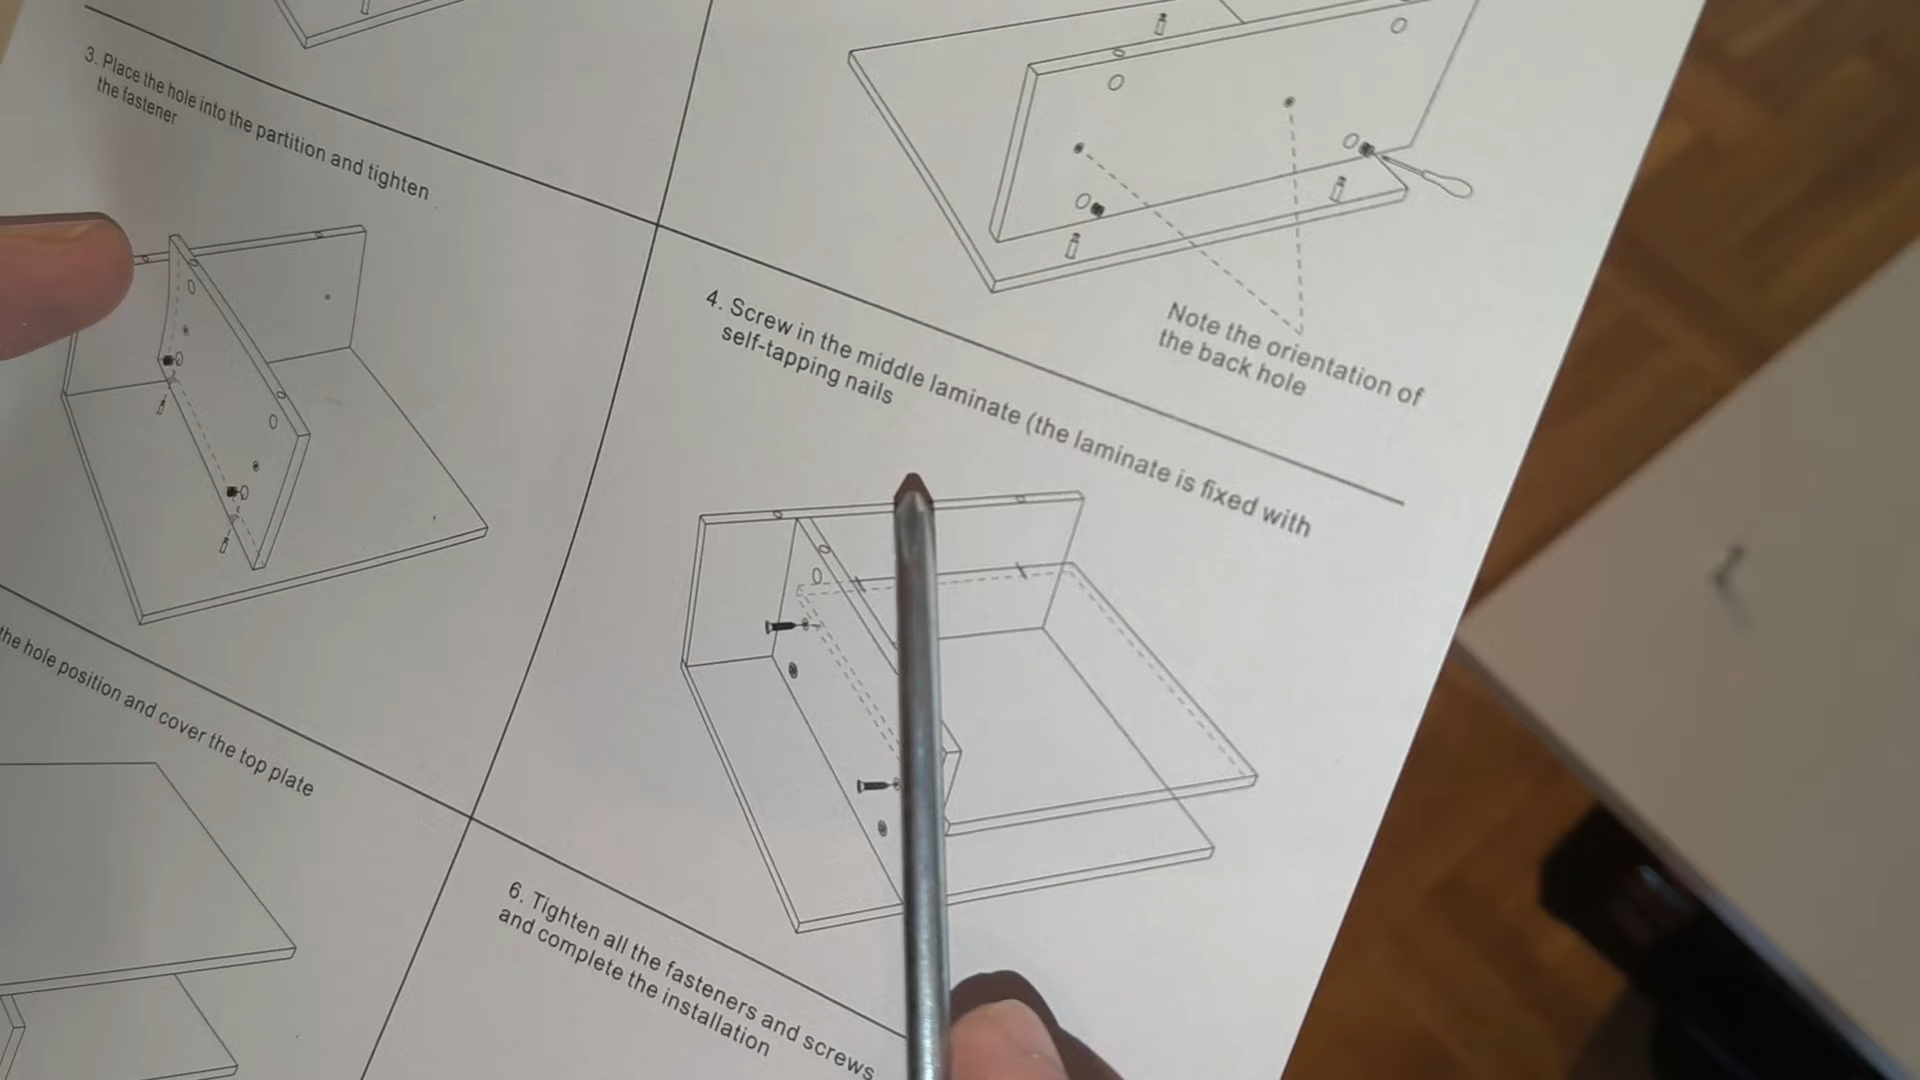 3. Place the hole into the partition and tighten
the fastener
Note the orientation of
the back hole
4. Screw in the middle laminate (the laminate is fixed with
self-tapping nails
the hole position and cover the top plate
6. Tighten all the fasteners and screws
and complete the installation